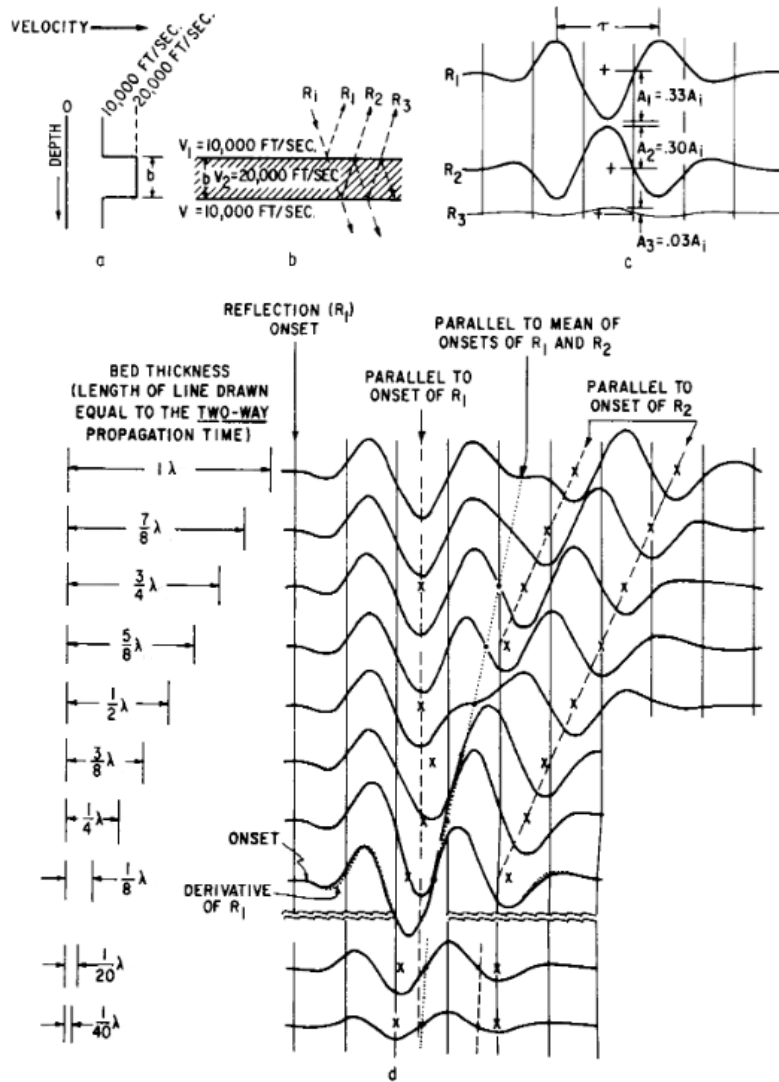 VELOCITY
10,000 FT/SEC.
20,000 FT/SEC.
0
DEPTH
b
a
Ri R1 R2 R3
V1 = 10,000 FT/SEC.
b V2 = 20,000 FT/SEC
V = 10,000 FT/SEC.
b
τ
R1
A1 = .33Ai
A2 = .30Ai
R2
R3
A3 = .03Ai
c
REFLECTION (R1)
ONSET
PARALLEL TO MEAN OF
ONSETS OF R1 AND R2
BED THICKNESS
(LENGTH OF LINE DRAWN
EQUAL TO THE TWO-WAY
PROPAGATION TIME)
PARALLEL TO
ONSET OF R1
PARALLEL TO
ONSET OF R2
1 λ
7/8 λ
3/4 λ
5/8 λ
1/2 λ
3/8 λ
1/4 λ
1/8 λ
ONSET
DERIVATIVE
OF R1
1/20 λ
1/40 λ
d